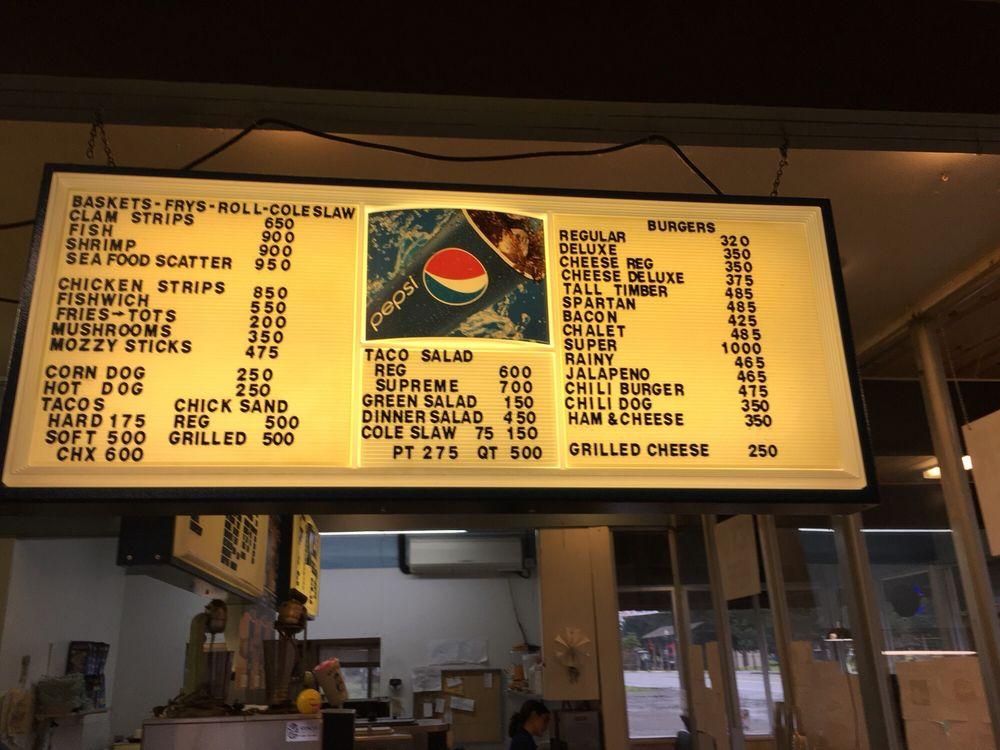 BASKETS-FRYS-ROLL-COLESLAW
CLAM STRIPS 650
FISH 900
SHRIMP 900
SEA FOOD SCATTER 950
CHICKEN STRIPS 850
FISHWICH 550
FRIES→TOTS 200
MUSHROOMS 350
MOZZY STICKS 475
CORN DOG 250
HOT DOG 250
TACOS CHICK SAND
HARD 175 REG 500
SOFT 500 GRILLED 500
CHX 600
pepsi
TACO SALAD
REG 600
SUPREME 700
GREEN SALAD 150
DINNER SALAD 450
COLE SLAW 75 150
PT 275 QT 500
BURGERS
REGULAR 320
DELUXE 350
CHEESE REG 350
CHEESE DELUXE 375
TALL TIMBER 485
SPARTAN 485
BACON 425
CHALET 485
SUPER 1000
RAINY 465
JALAPENO 465
CHILI BURGER 475
CHILI DOG 350
HAM & CHEESE 350
GRILLED CHEESE 250